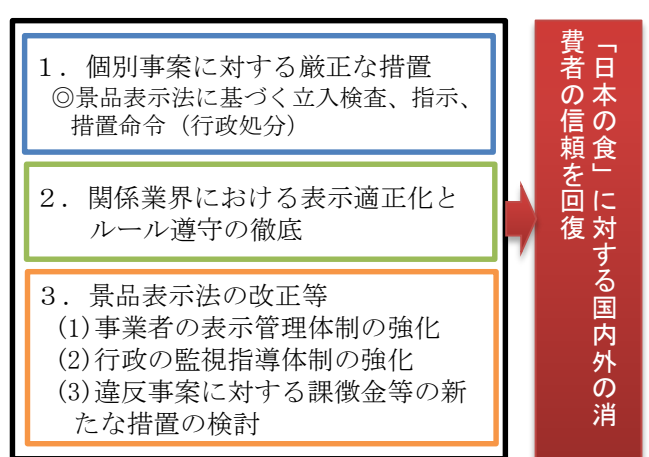 １．個別事案に対する厳正な措置
◎景品表示法に基づく立入検査、指示、
措置命令（行政処分）
２．関係業界における表示適正化と
ルール遵守の徹底
３．景品表示法の改正等
(1)事業者の表示管理体制の強化
(2)行政の監視指導体制の強化
(3)違反事案に対する課徴金等の新
たな措置の検討
「日本の食」に対する国内外の消
費者の信頼を回復